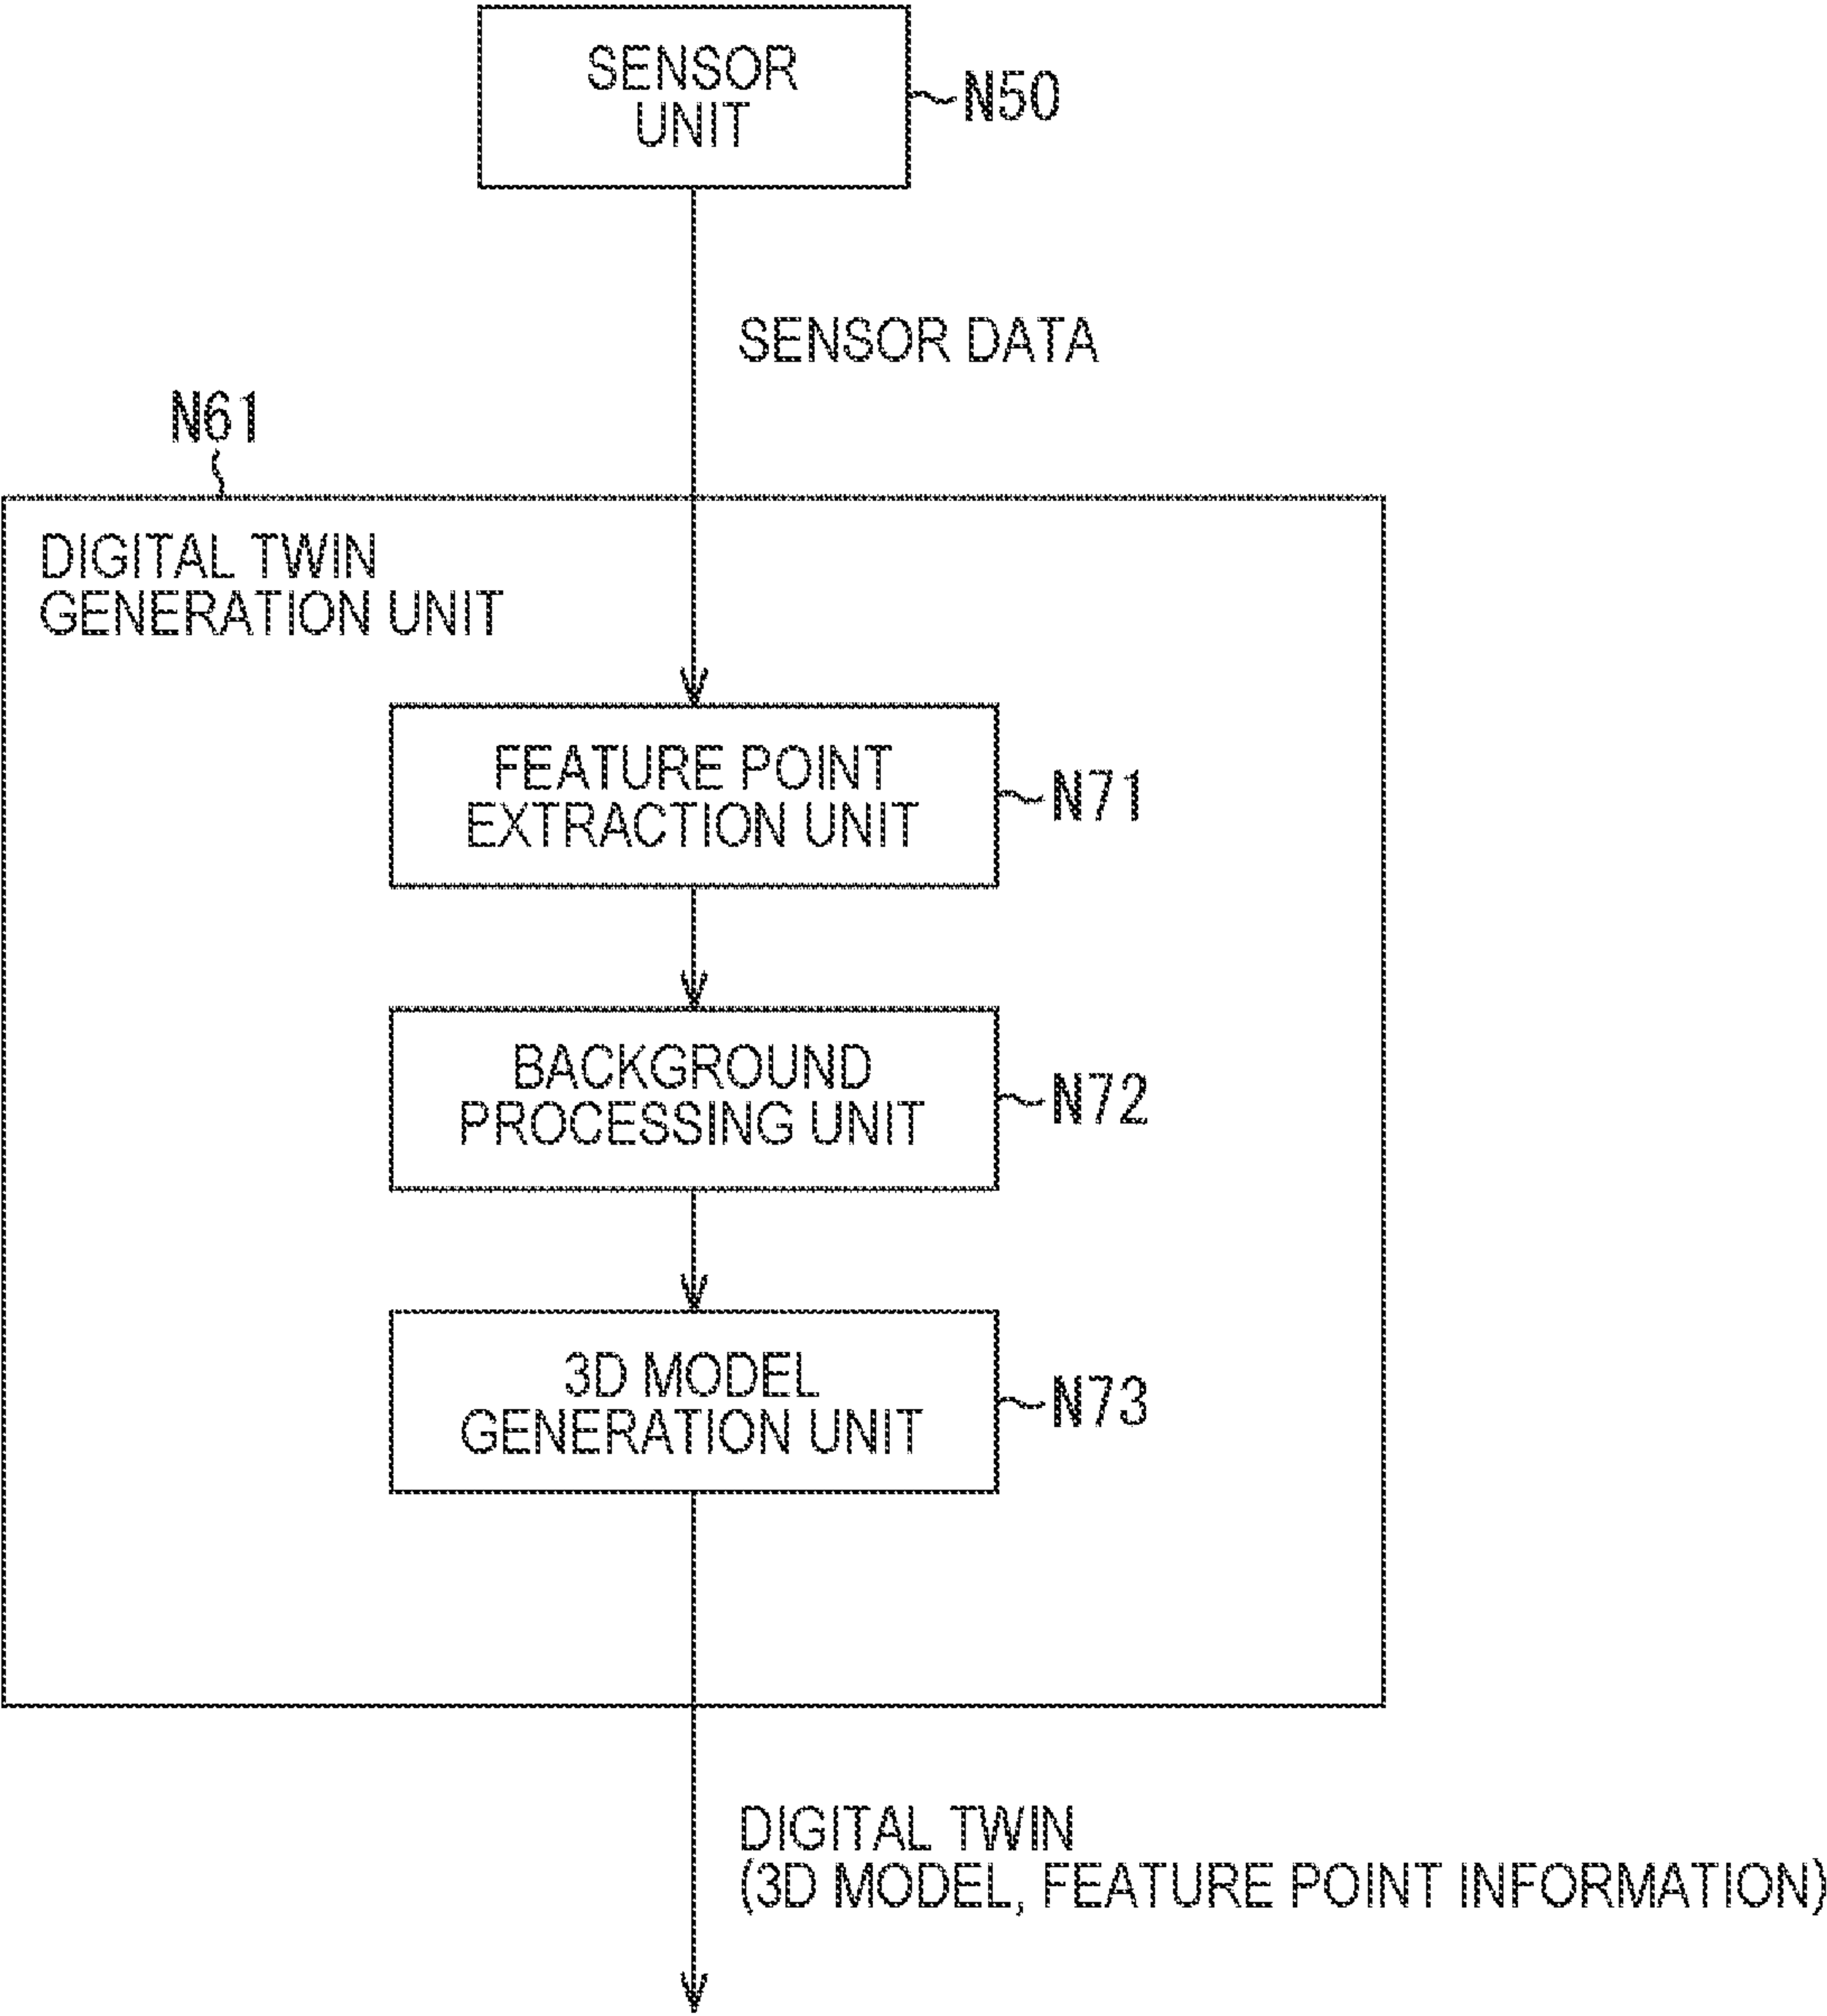 SENSOR
UNIT
N50
SENSOR DATA
N61
DIGITAL TWIN
GENERATION UNIT
FEATURE POINT
EXTRACTION UNIT
N71
BACKGROUND
PROCESSING UNIT
N72
3D MODEL
GENERATION UNIT
N73
DIGITAL TWIN
(3D MODEL, FEATURE POINT INFORMATION)